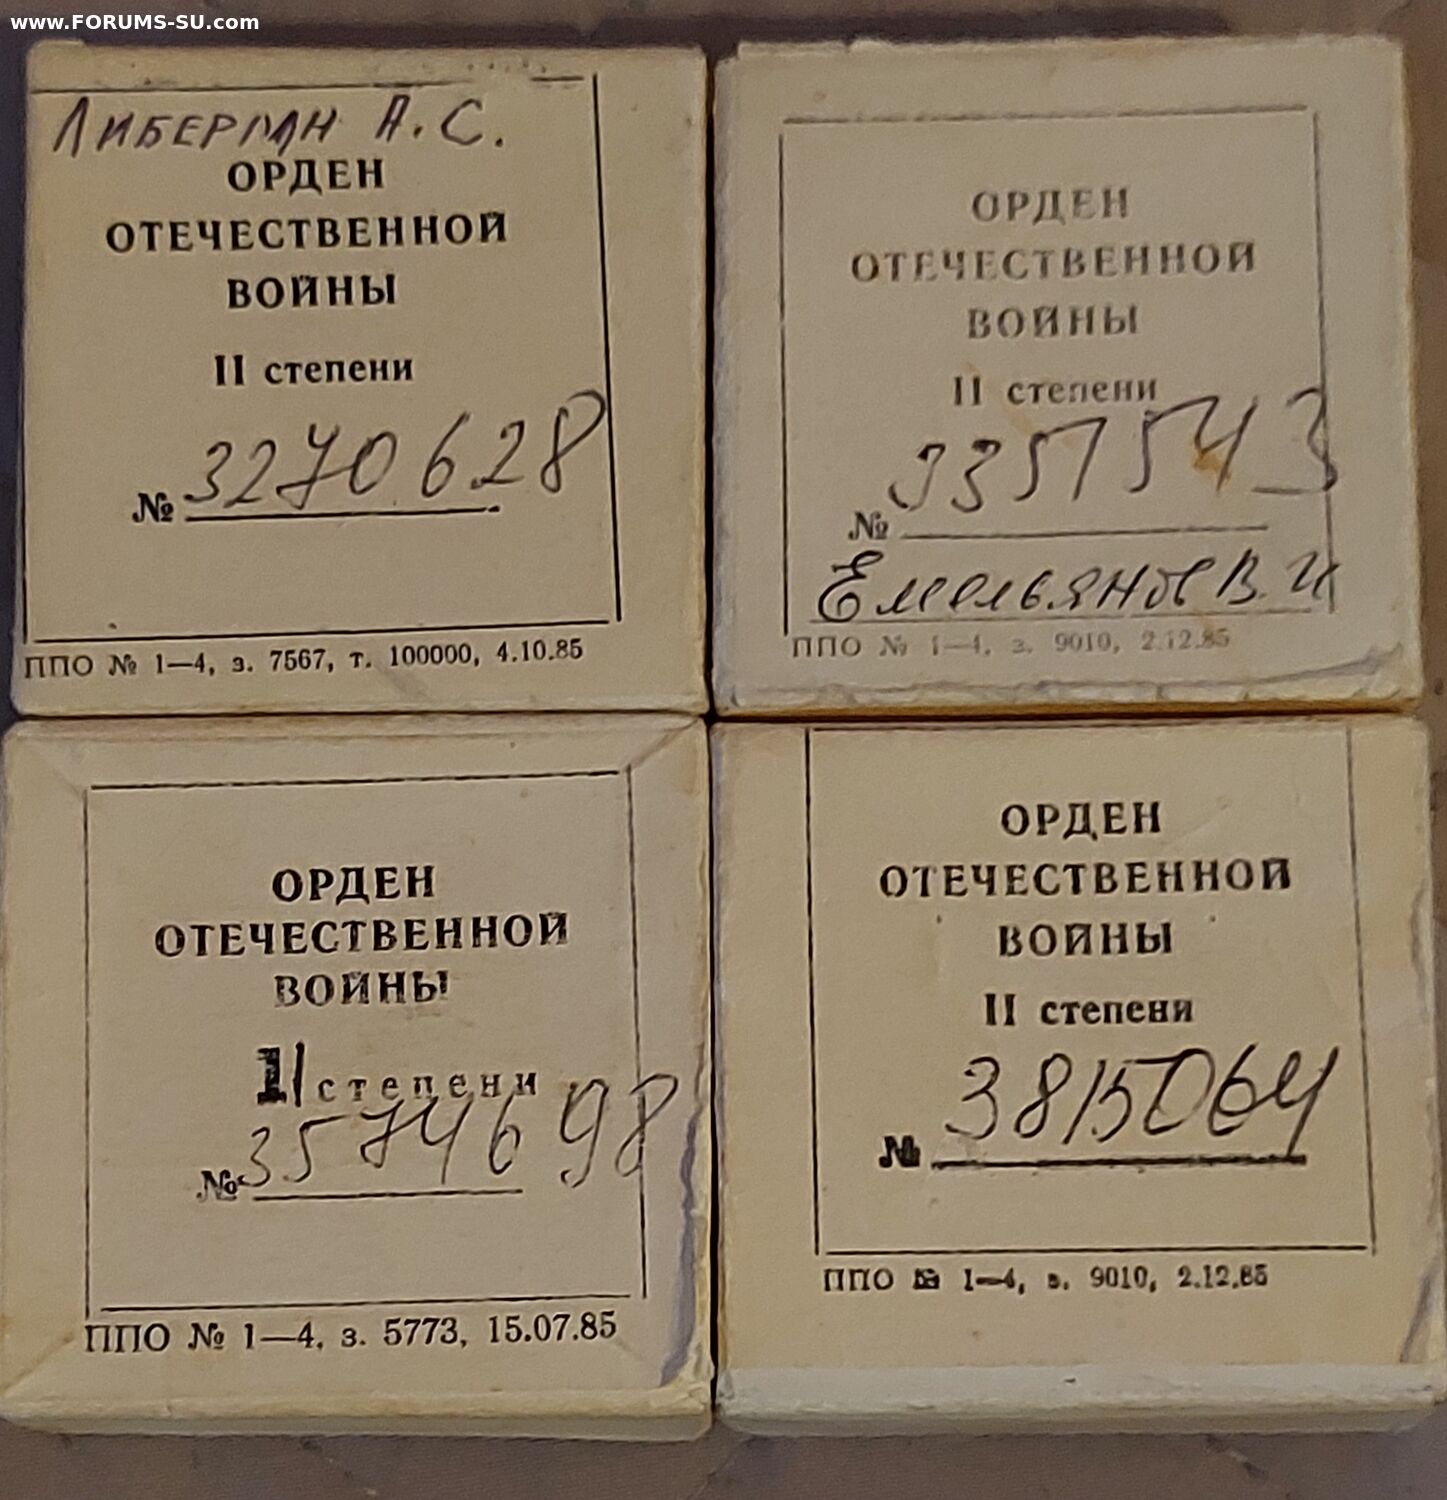 www.FORUMS-SU.com
Либерман А.С.
ОРДЕН
ОТЕЧЕСТВЕННОЙ
ВОЙНЫ
II степени
№ 3270628
ППО № 1—4, з. 7567, т. 100000, 4.10.85
ОРДЕН
ОТЕЧЕСТВЕННОЙ
ВОЙНЫ
II степени
№ 3351543
Емельянов В.И
ППО № 1—4, з. 9010, 2.12.85
ОРДЕН
ОТЕЧЕСТВЕННОЙ
ВОЙНЫ
II степени
№ 3574698
ППО № 1—4, з. 5773, 15.07.85
ОРДЕН
ОТЕЧЕСТВЕННОЙ
ВОЙНЫ
II степени
№ 3815064
ППО № 1—4, з. 9010, 2.12.85